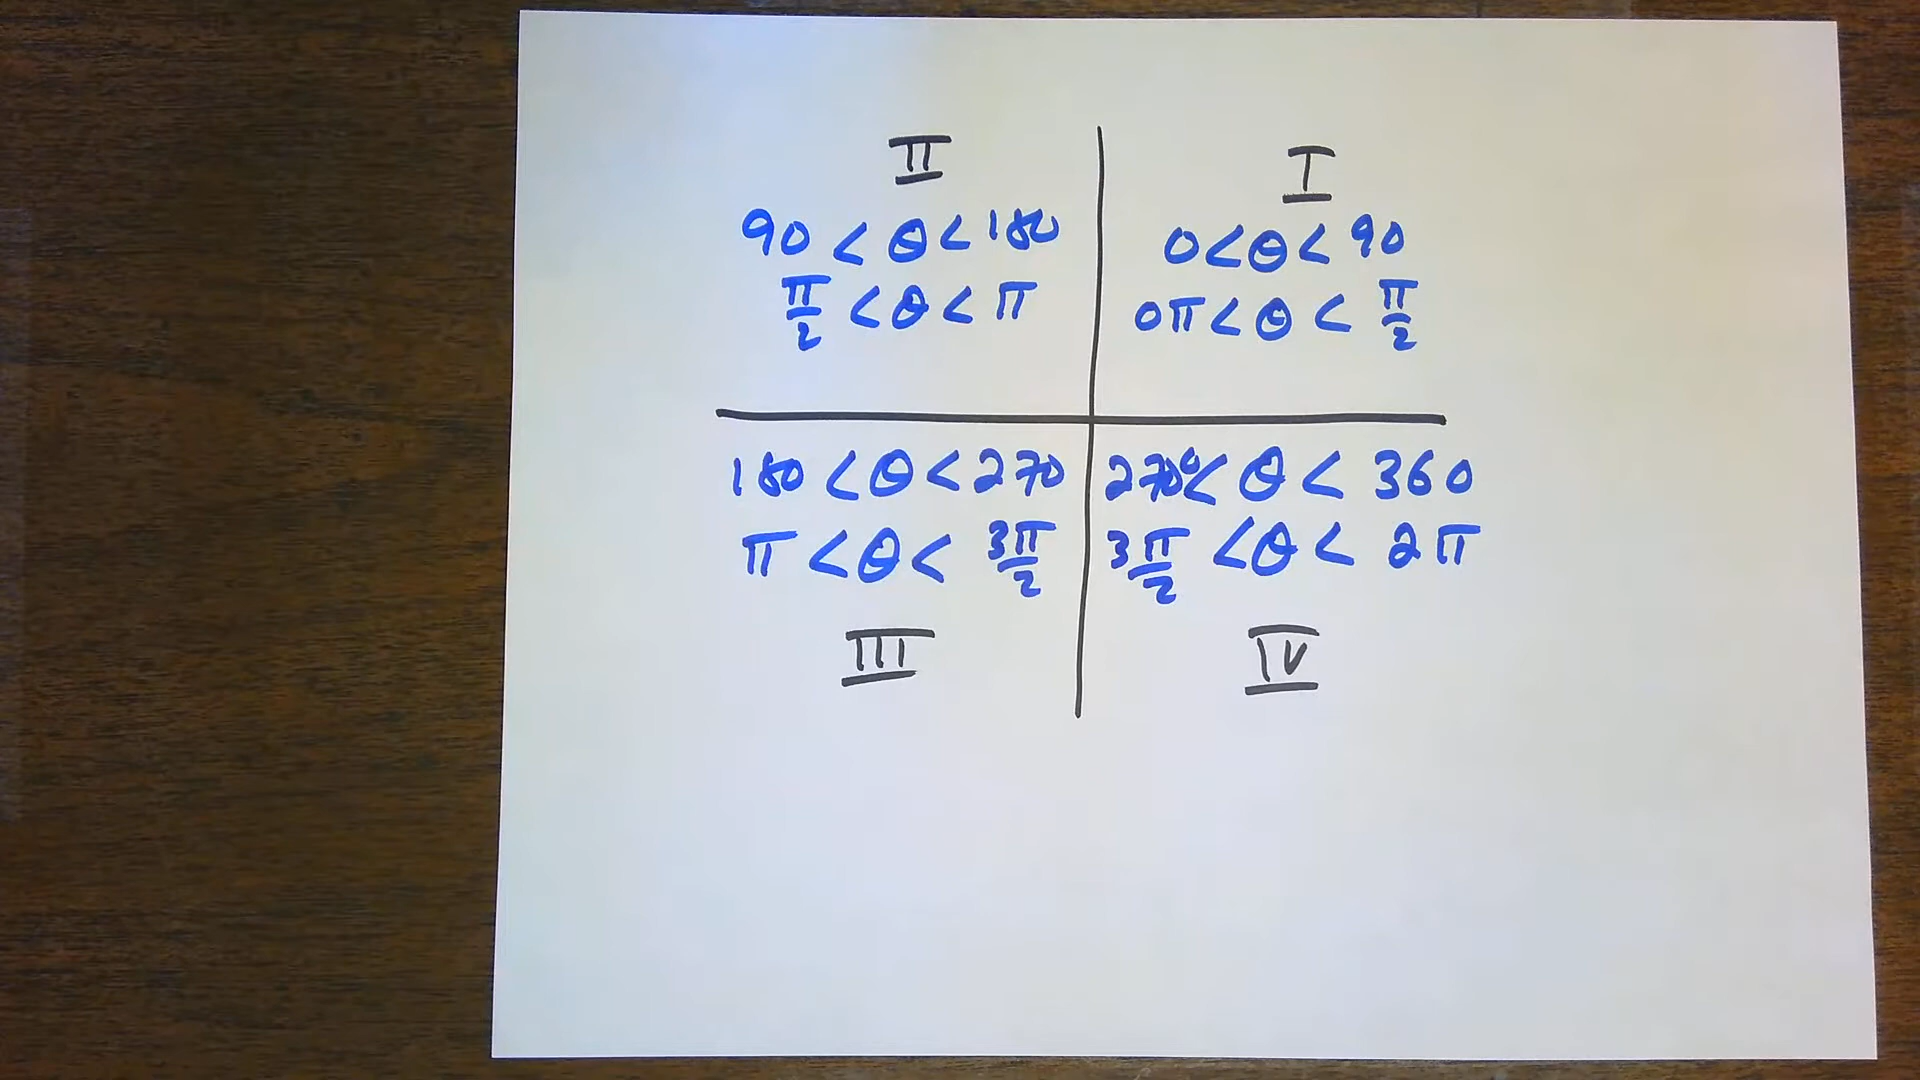 II
90 < θ < 180
π/2 < θ < π
I
0 < θ < 90
0π < θ < π/2
180 < θ < 270
π < θ < 3π/2
III
270° < θ < 360
3π/2 < θ < 2π
IV